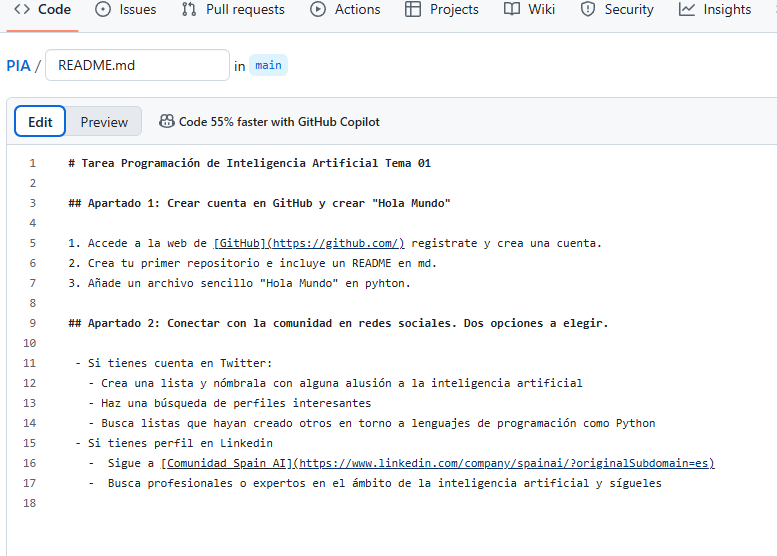 <> Code Issues Pull requests Actions Projects Wiki Security Insights
PIA / README.md in main
Edit Preview Code 55% faster with GitHub Copilot
1 # Tarea Programación de Inteligencia Artificial Tema 01
2
3 ## Apartado 1: Crear cuenta en GitHub y crear "Hola Mundo"
4
5 1. Accede a la web de [GitHub](https://github.com/) registrate y crea una cuenta.
6 2. Crea tu primer repositorio e incluye un README en md.
7 3. Añade un archivo sencillo "Hola Mundo" en pyhton.
8
9 ## Apartado 2: Conectar con la comunidad en redes sociales. Dos opciones a elegir.
10
11 - Si tienes cuenta en Twitter:
12 - Crea una lista y nómbrala con alguna alusión a la inteligencia artificial
13 - Haz una búsqueda de perfiles interesantes
14 - Busca listas que hayan creado otros en torno a lenguajes de programación como Python
15 - Si tienes perfil en Linkedin
16 - Sigue a [Comunidad Spain AI](https://www.linkedin.com/company/spainai/?originalSubdomain=es)
17 - Busca profesionales o expertos en el ámbito de la inteligencia artificial y sígueles
18